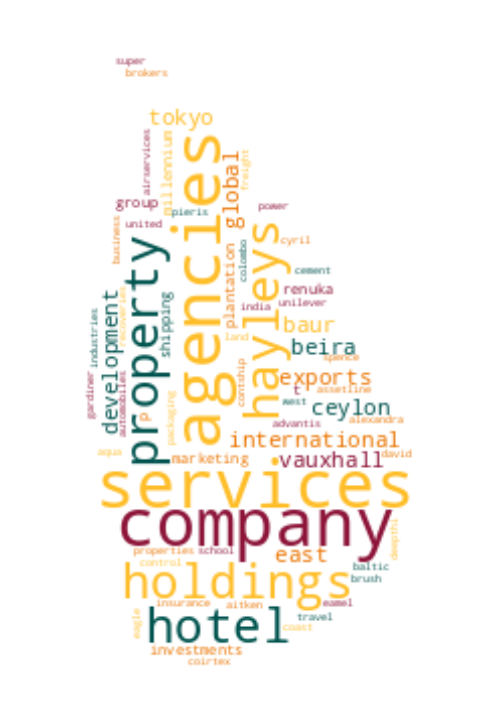 super
brokers
tokyo
airservices
millennium
agencies
global
freight
group
pieris
power
united
business
property
hayleys
cyril
colombo
plantation
cement
renuka
india
unilever
development
recoveries
shipping
industries
land
baur
beira
spence
gardiner
automobiles
p
packaging
contship
exports
t
assetline
west
ceylon
advantis
alexandra
international
aqua
marketing
vauxhall
david
services
company
deepthi
properties
school
east
control
baltic
brush
holdings
insurance
aitken
eamel
eagle
hotel
travel
coast
investments
coirtex